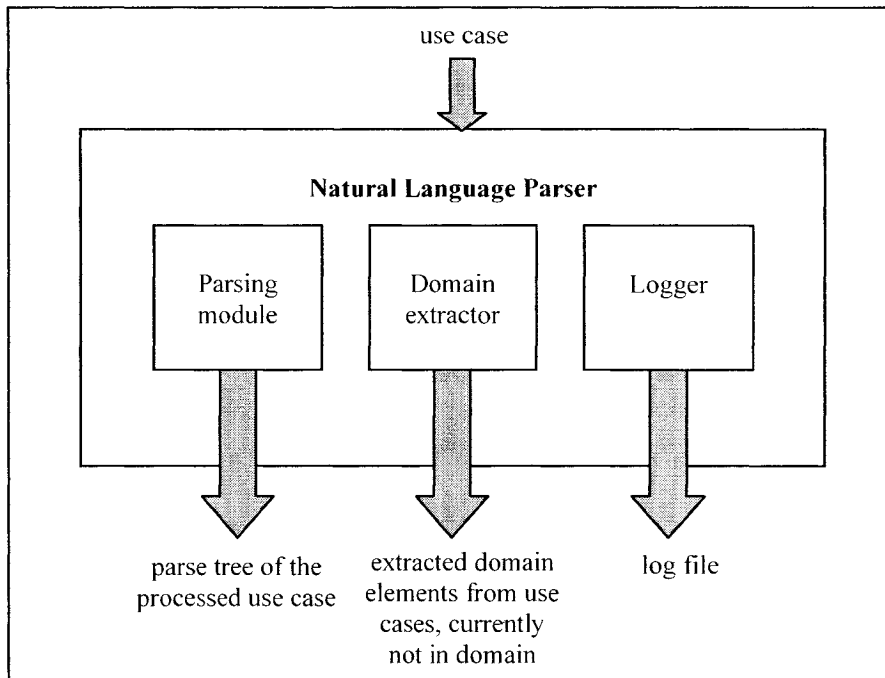 use case
Natural Language Parser
Parsing
module
Domain
extractor
Logger
parse tree of the
processed use case
extracted domain
elements from use
cases, currently
not in domain
log file